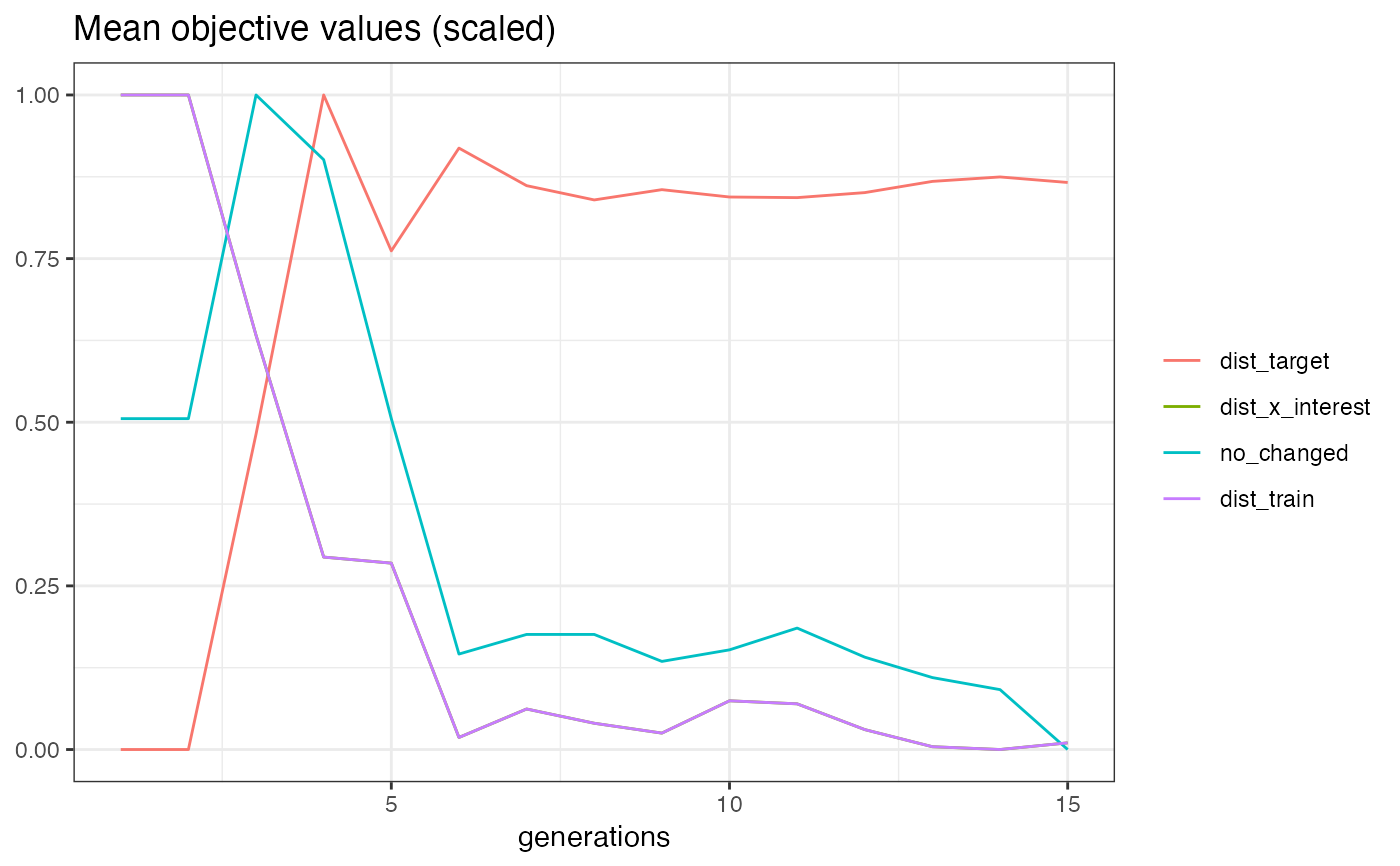 Mean objective values (scaled)
1.00
0.75
0.50
0.25
0.00
5 10 15
generations
dist_target
dist_x_interest
no_changed
dist_train